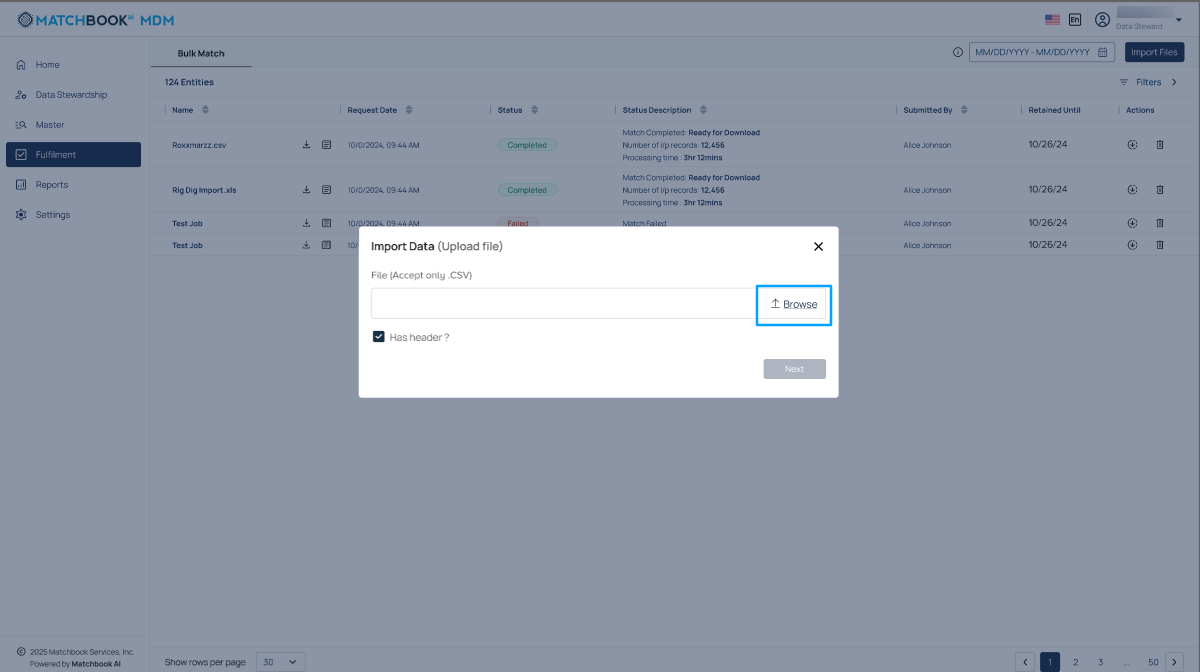 MATCHBOOKai MDM
En
Data Steward
Home
Data Stewardship
Master
Fulfilment
Reports
Settings
Bulk Match
MM/DD/YYYY - MM/DD/YYYY
Import Files
124 Entities
Filters
Name Request Date Status Status Description Submitted By Retained Until Actions
Roxxmarzz.csv 10/0/2024, 09:44 AM Completed Match Completed: Ready for Download
Number of i/p records: 12,456
Processing time : 3hr 12mins
Alice Johnson 10/26/24
Rig Dig Import.xls 10/0/2024, 09:44 AM Completed Match Completed: Ready for Download
Number of i/p records: 12,456
Processing time : 3hr 12mins
Alice Johnson 10/26/24
Test Job 10/0/2024, 09:44 AM Failed Match Failed Alice Johnson 10/26/24
Test Job 10/ Alice Johnson 10/26/24
Import Data (Upload file)
File (Accept only .CSV)
Browse
Has header ?
Next
© 2025 Matchbook Services, Inc.
Powered by Matchbook AI
Show rows per page 30
1 2 3 ... 50